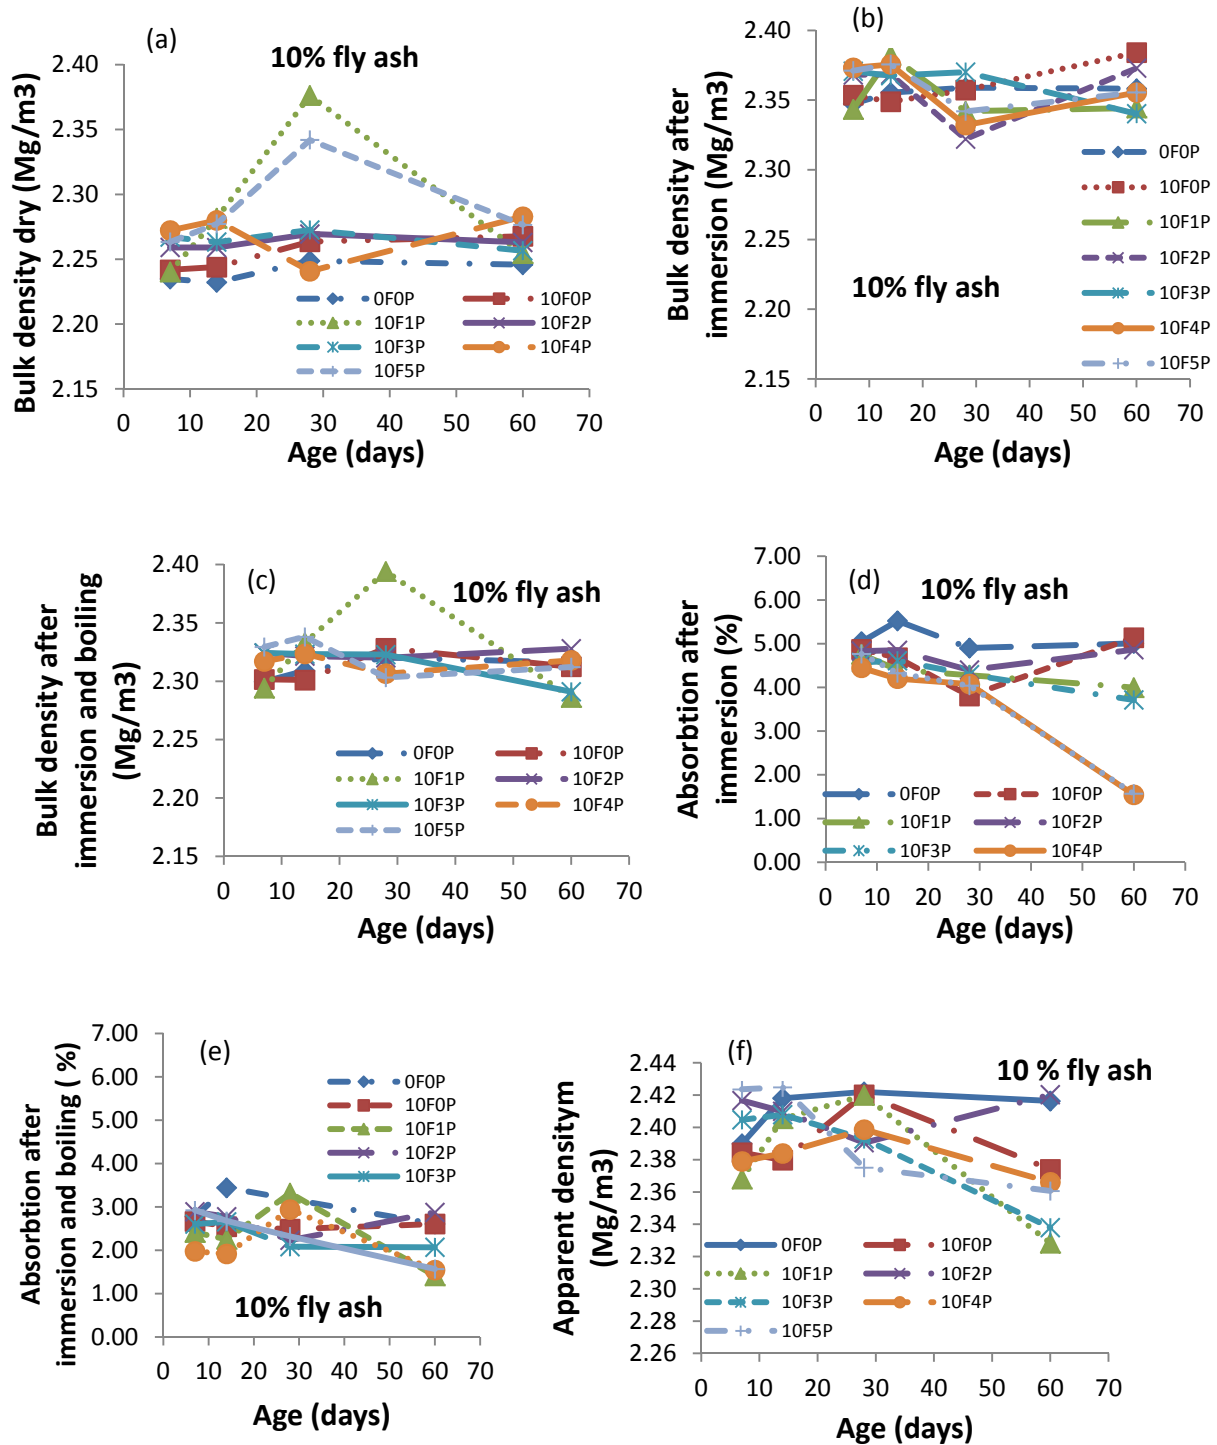 (a)
10% fly ash
Bulk density dry (Mg/m3)
2.40
2.35
2.30
2.25
2.20
2.15
0F0P
10F0P
10F1P
10F2P
10F3P
10F4P
10F5P
0 10 20 30 40 50 60 70
Age (days)
(b)
Bulk density after
immersion (Mg/m3)
2.40
2.35
2.30
2.25
2.20
2.15
10% fly ash
0F0P
10F0P
10F1P
10F2P
10F3P
10F4P
10F5P
0 10 20 30 40 50 60 70
Age (days)
(c)
10% fly ash
Bulk density after
immersion and boiling
(Mg/m3)
2.40
2.35
2.30
2.25
2.20
2.15
0F0P
10F0P
10F1P
10F2P
10F3P
10F4P
10F5P
0 10 20 30 40 50 60 70
Age (days)
(d)
10% fly ash
Absorbtion after
immersion (%)
7.00
6.00
5.00
4.00
3.00
2.00
1.00
0.00
0F0P
10F0P
10F1P
10F2P
10F3P
10F4P
0 10 20 30 40 50 60 70
Age (days)
(e)
Absorbtion after
immersion and boiling ( %)
7.00
6.00
5.00
4.00
3.00
2.00
1.00
0.00
0F0P
10F0P
10F1P
10F2P
10F3P
10% fly ash
0 10 20 30 40 50 60 70
Age (days)
(f)
10 % fly ash
Apparent densitym
(Mg/m3)
2.44
2.42
2.40
2.38
2.36
2.34
2.32
2.30
2.28
2.26
0F0P
10F0P
10F1P
10F2P
10F3P
10F4P
10F5P
0 10 20 30 40 50 60 70
Age (days)